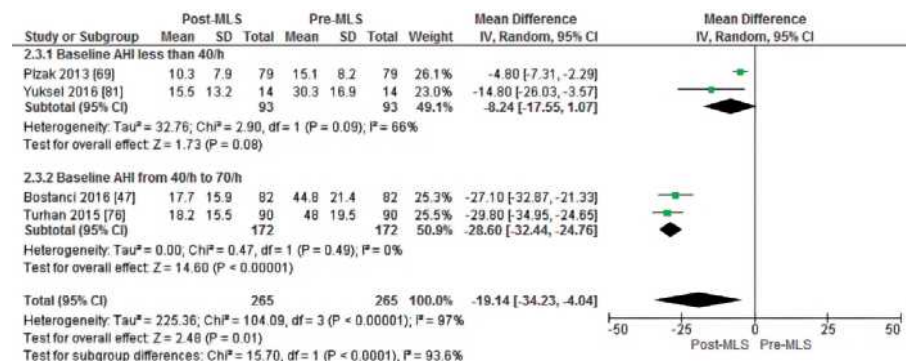 Post-MLS Pre-MLS Mean Difference Mean Difference
Study or Subgroup Mean SD Total Mean SD Total Weight IV, Random, 95% CI IV, Random, 95% CI
2.3.1 Baseline AHI less than 40/h
Plzak 2013 [69] 10.3 7.9 79 15.1 8.2 79 26.1% -4.80 [-7.31, -2.29]
Yuksel 2016 [81] 15.5 13.2 14 30.3 16.9 14 23.0% -14.80 [-26.03, -3.57]
Subtotal (95% CI) 93 93 49.1% -8.24 [-17.55, 1.07]
Heterogeneity: Tau² = 32.76; Chi² = 2.90, df = 1 (P = 0.09); I² = 66%
Test for overall effect: Z = 1.73 (P = 0.08)
2.3.2 Baseline AHI from 40/h to 70/h
Bostanci 2016 [47] 17.7 15.9 82 44.8 21.4 82 25.3% -27.10 [-32.87, -21.33]
Turhan 2015 [76] 18.2 15.5 90 48 19.5 90 25.5% -29.80 [-34.95, -24.65]
Subtotal (95% CI) 172 172 50.9% -28.60 [-32.44, -24.76]
Heterogeneity: Tau² = 0.00; Chi² = 0.47, df = 1 (P = 0.49); I² = 0%
Test for overall effect: Z = 14.60 (P < 0.00001)
Total (95% CI) 265 265 100.0% -19.14 [-34.23, -4.04]
Heterogeneity: Tau² = 225.36; Chi² = 104.09, df = 3 (P < 0.00001); I² = 97%
Test for overall effect: Z = 2.48 (P = 0.01)
Test for subgroup differences: Chi² = 15.70, df = 1 (P < 0.0001), I² = 93.6%
-50 -25 0 25 50
Post-MLS Pre-MLS